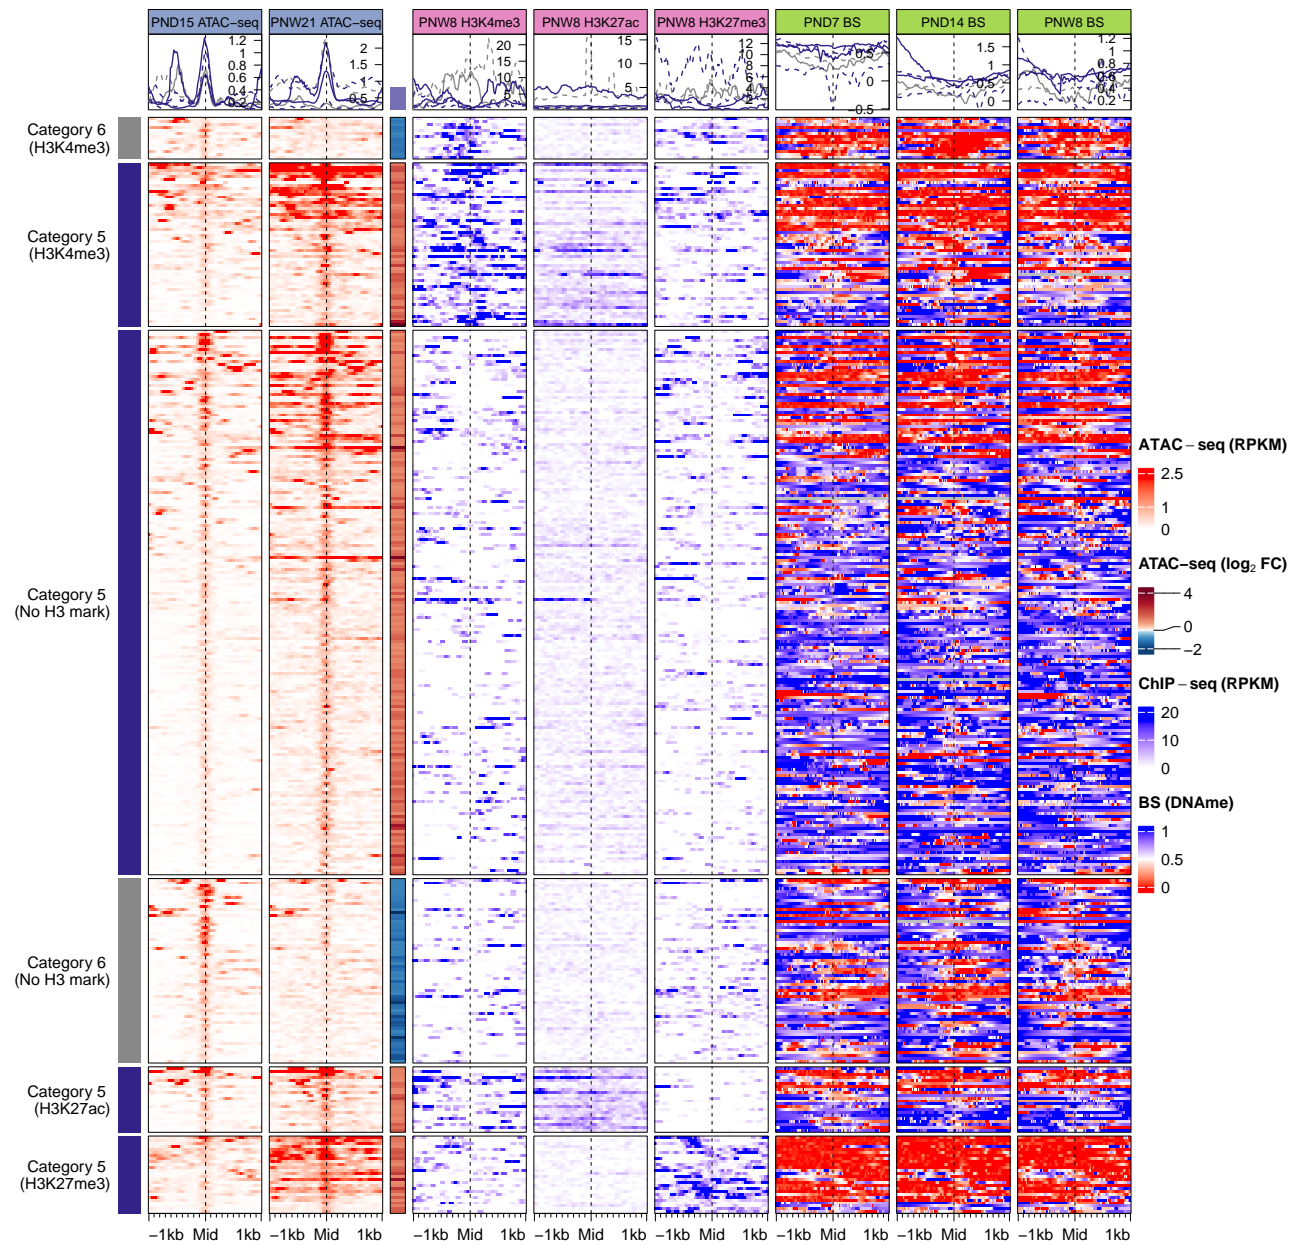 PND15 ATAC−seq PNW21 ATAC−seq PNW8 H3K4me3 PNW8 H3K27ac PNW8 H3K27me3 PND7 BS PND14 BS PNW8 BS
1.2
1
0.8
0.6
0.4
0.2
2
1.5
1
0.5
20
15
10
5
15
10
5
12
10
8
6
4
2
0.5
0
−0.5
1.5
1
0.5
0
1
0.8
0.6
0.4
0.2
Category 6
(H3K4me3)
Category 5
(H3K4me3)
Category 5
(No H3 mark)
Category 6
(No H3 mark)
Category 5
(H3K27ac)
Category 5
(H3K27me3)
−1kb Mid 1kb −1kb Mid 1kb −1kb Mid 1kb −1kb Mid 1kb −1kb Mid 1kb −1kb Mid 1kb −1kb Mid 1kb −1kb Mid 1kb
ATAC−seq (RPKM)
2.5
1
0
ATAC−seq (log₂ FC)
4
0
−2
ChIP−seq (RPKM)
20
10
0
BS (DNAme)
1
0.5
0